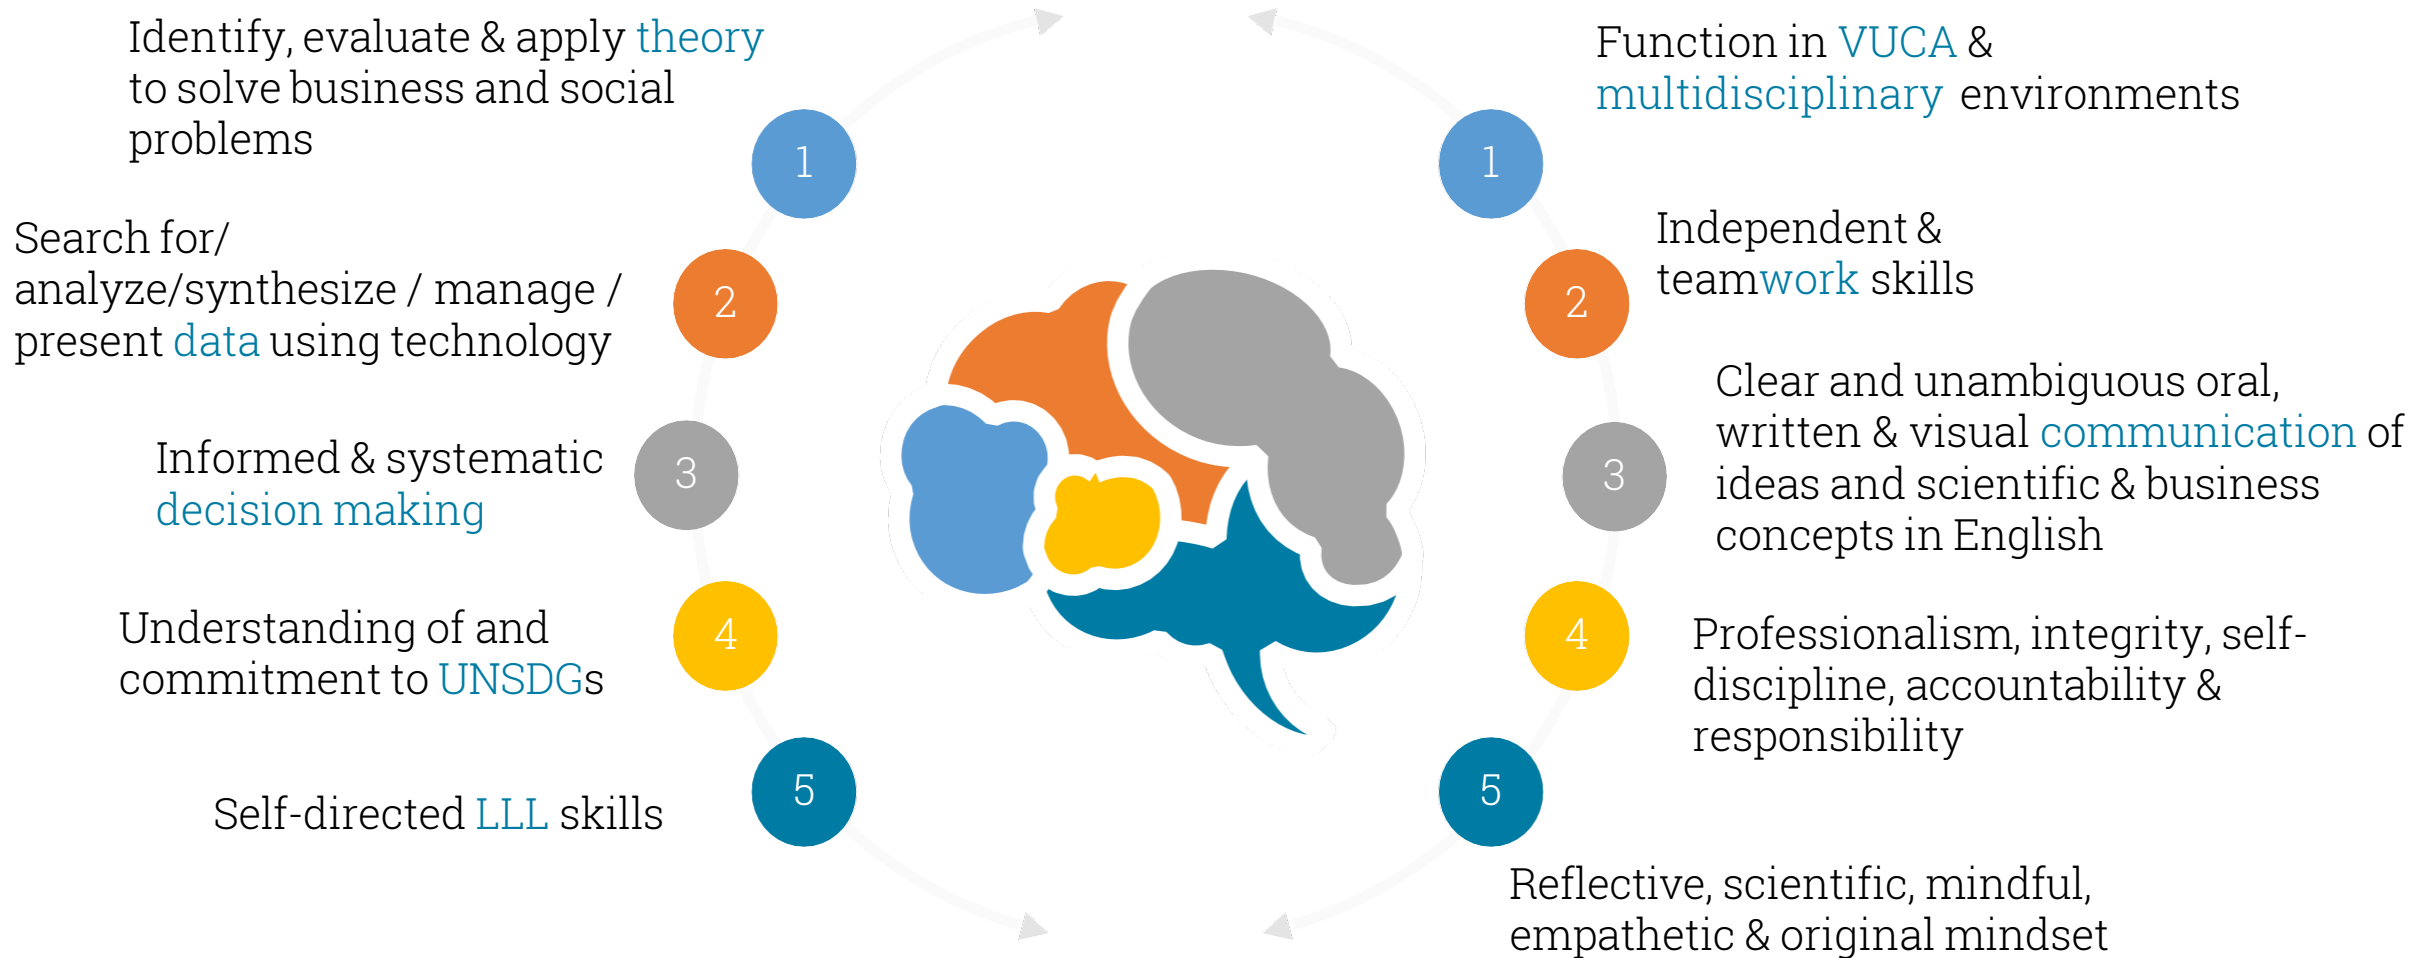 Identify, evaluate & apply theory
to solve business and social
problems
1
Search for/
analyze/synthesize / manage /
present data using technology
2
Informed & systematic
decision making
3
Understanding of and
commitment to UNSDGs
4
Self-directed LLL skills
5
Function in VUCA &
multidisciplinary environments
1
Independent &
teamwork skills
2
Clear and unambiguous oral,
written & visual communication of
ideas and scientific & business
concepts in English
3
Professionalism, integrity, self-
discipline, accountability &
responsibility
4
Reflective, scientific, mindful,
empathetic & original mindset
5